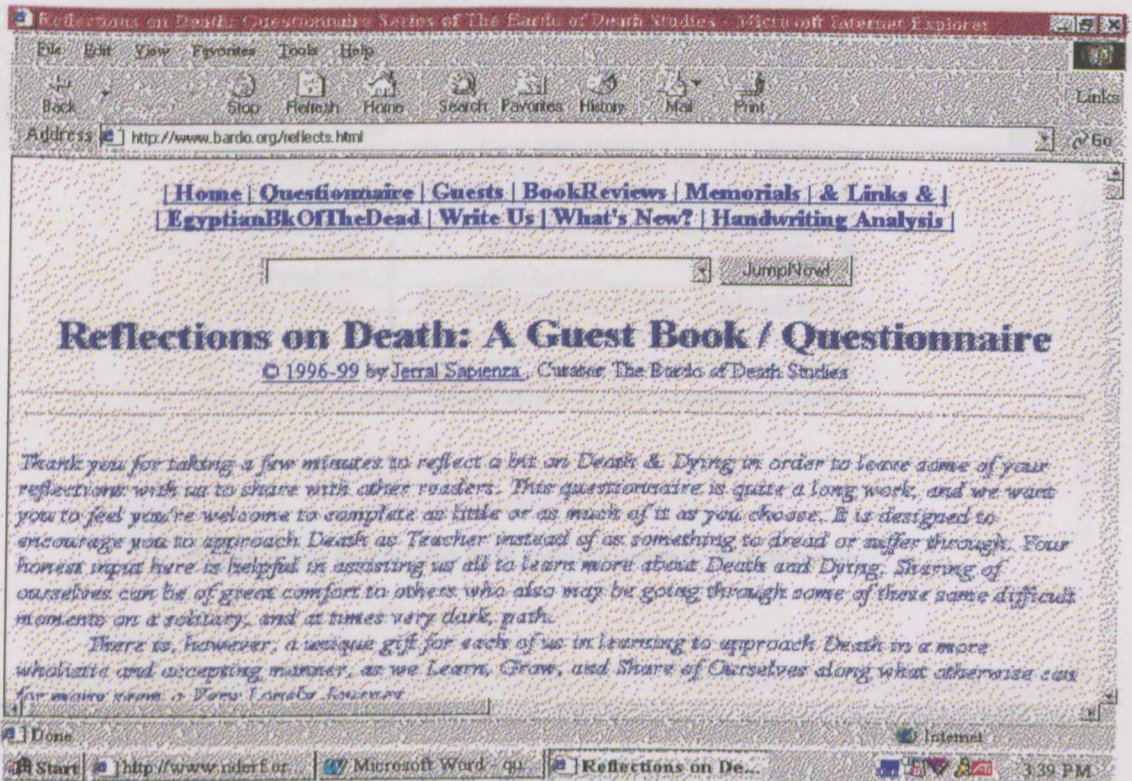 Reflections on Death: Questionnaire Series of The Bardo of Death Studies - Microsoft Internet Explorer
File Edit View Favorites Tools Help
Back Stop Refresh Home Search Favorites History Mail Print Links
Address http://www.bardo.org/reflects.html Go
| Home | Questionnaire | Guests | BookReviews | Memorials | & Links & |
| EgyptianBkOfTheDead | Write Us | What's New? | Handwriting Analysis |
JumpNow!
Reflections on Death: A Guest Book / Questionnaire
© 1996-99 by Jerral Sapienza, Curator The Bardo of Death Studies
Thank you for taking a few minutes to reflect a bit on Death & Dying in order to leave some of your
reflections with us to share with other readers. This questionnaire is quite a long work, and we want
you to feel you're welcome to complete as little or as much of it as you choose. It is designed to
encourage you to approach Death as Teacher instead of as something to dread or suffer through. Your
honest input here is helpful in assisting us all to learn more about Death and Dying. Sharing of
ourselves can be of great comfort to others who also may be going through some of these same difficult
moments on a solitary, and at times very dark, path.
There is, however, a unique gift for each of us in learning to approach Death in a more
wholistic and accepting manner, as we Learn, Grow, and Share of Ourselves along what otherwise can
for many seem a Very Lonely Journey
Done Internet
Start http://www.nderf.or... Microsoft Word - qu... Reflections on De... 3:39 PM